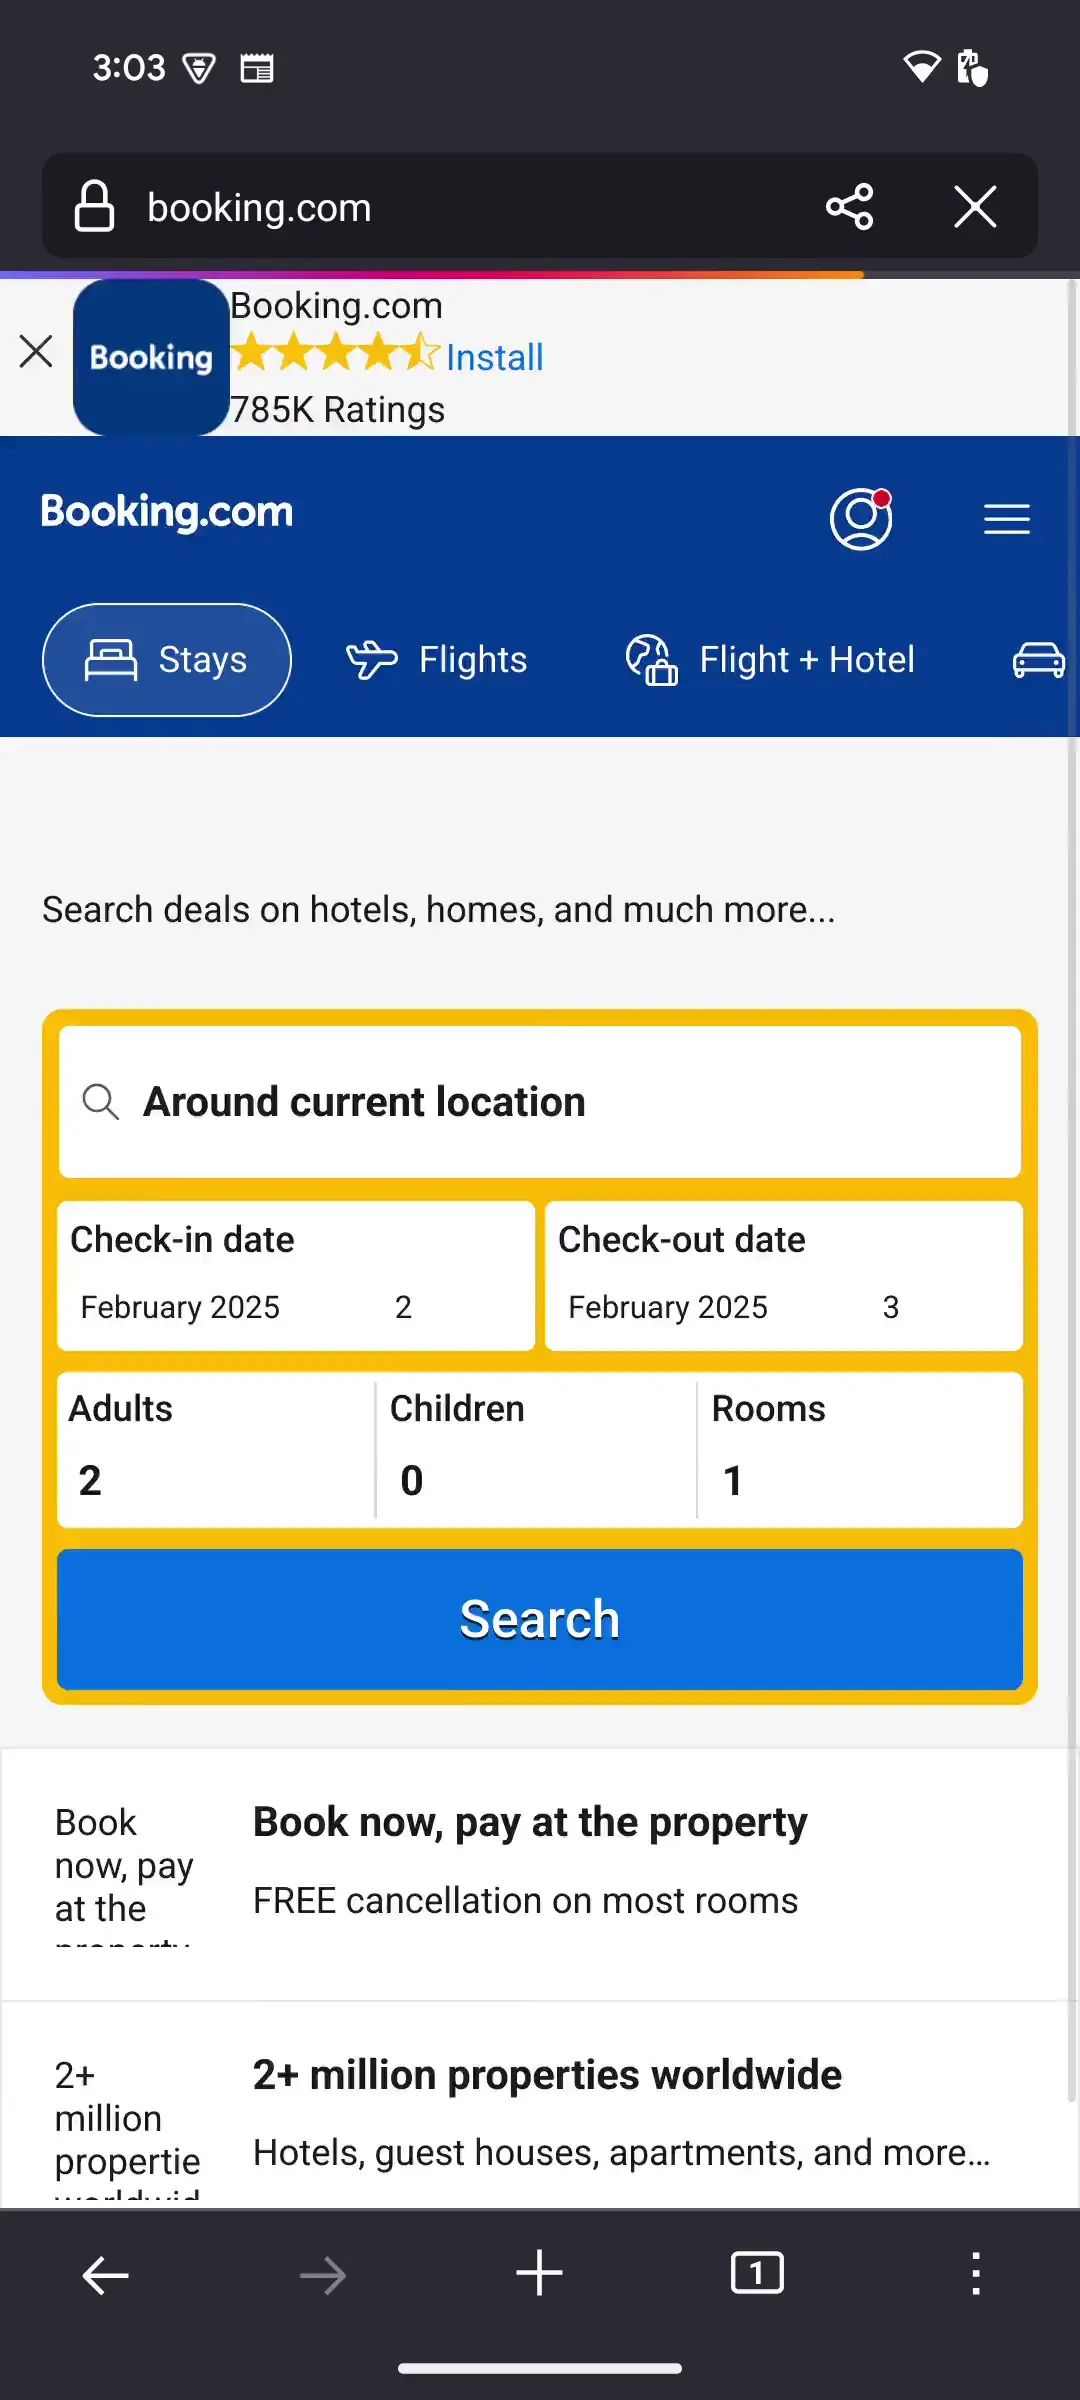 3:03
booking.com
Booking.com
Booking
Install
785K Ratings
Booking.com
Stays
Flights
Flight + Hotel
Search deals on hotels, homes, and much more...
Around current location
Check-in date
Check-out date
February 2025
2
February 2025
3
Adults
Children
Rooms
2
0
1
Search
Book
now, pay
at the
property
Book now, pay at the property
FREE cancellation on most rooms
2+
million
propertie
worldwid
2+ million properties worldwide
Hotels, guest houses, apartments, and more...
1